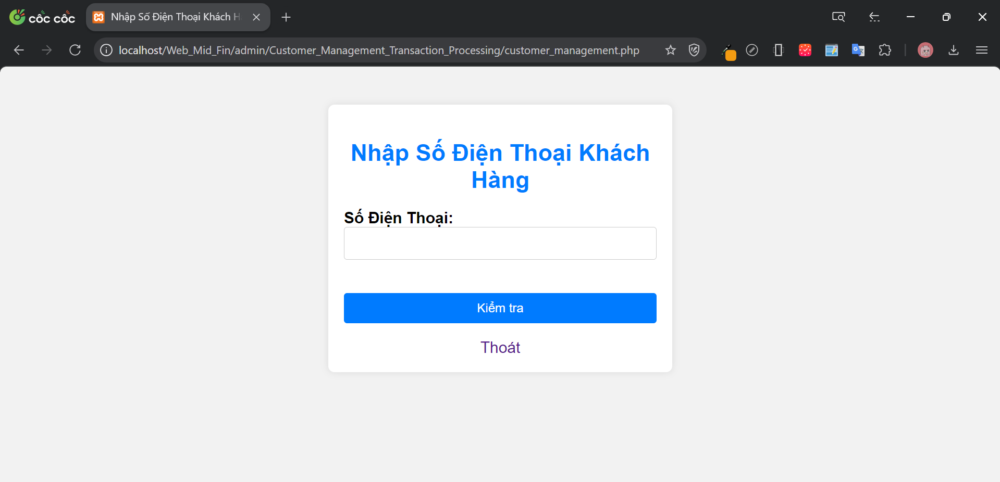 cốc cốc
Nhập Số Điện Thoại Khách H
localhost/Web_Mid_Fin/admin/Customer_Management_Transaction_Processing/customer_management.php
Nhập Số Điện Thoại Khách
Hàng
Số Điện Thoại:
Kiểm tra
Thoát